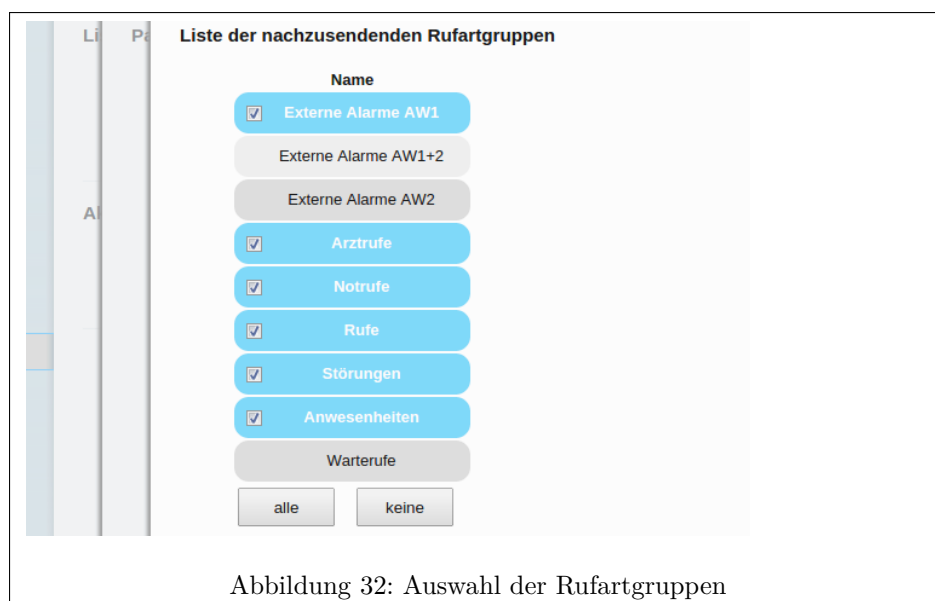 Liste der nachzusendenden Rufartgruppen
Name
Externe Alarme AW1
Externe Alarme AW1+2
Externe Alarme AW2
Arztrufe
Notrufe
Rufe
Störungen
Anwesenheiten
Warterufe
alle keine
Abbildung 32: Auswahl der Rufartgruppen